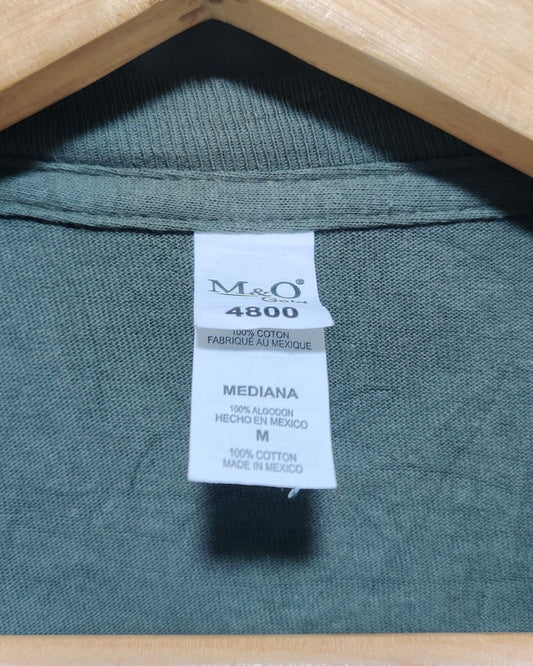 M&O®
Gold
4800
100% COTON
FABRIQUÉ AU MEXIQUE
MEDIANA
100% ALGODON
HECHO EN MEXICO
M
100% COTTON
MADE IN MEXICO